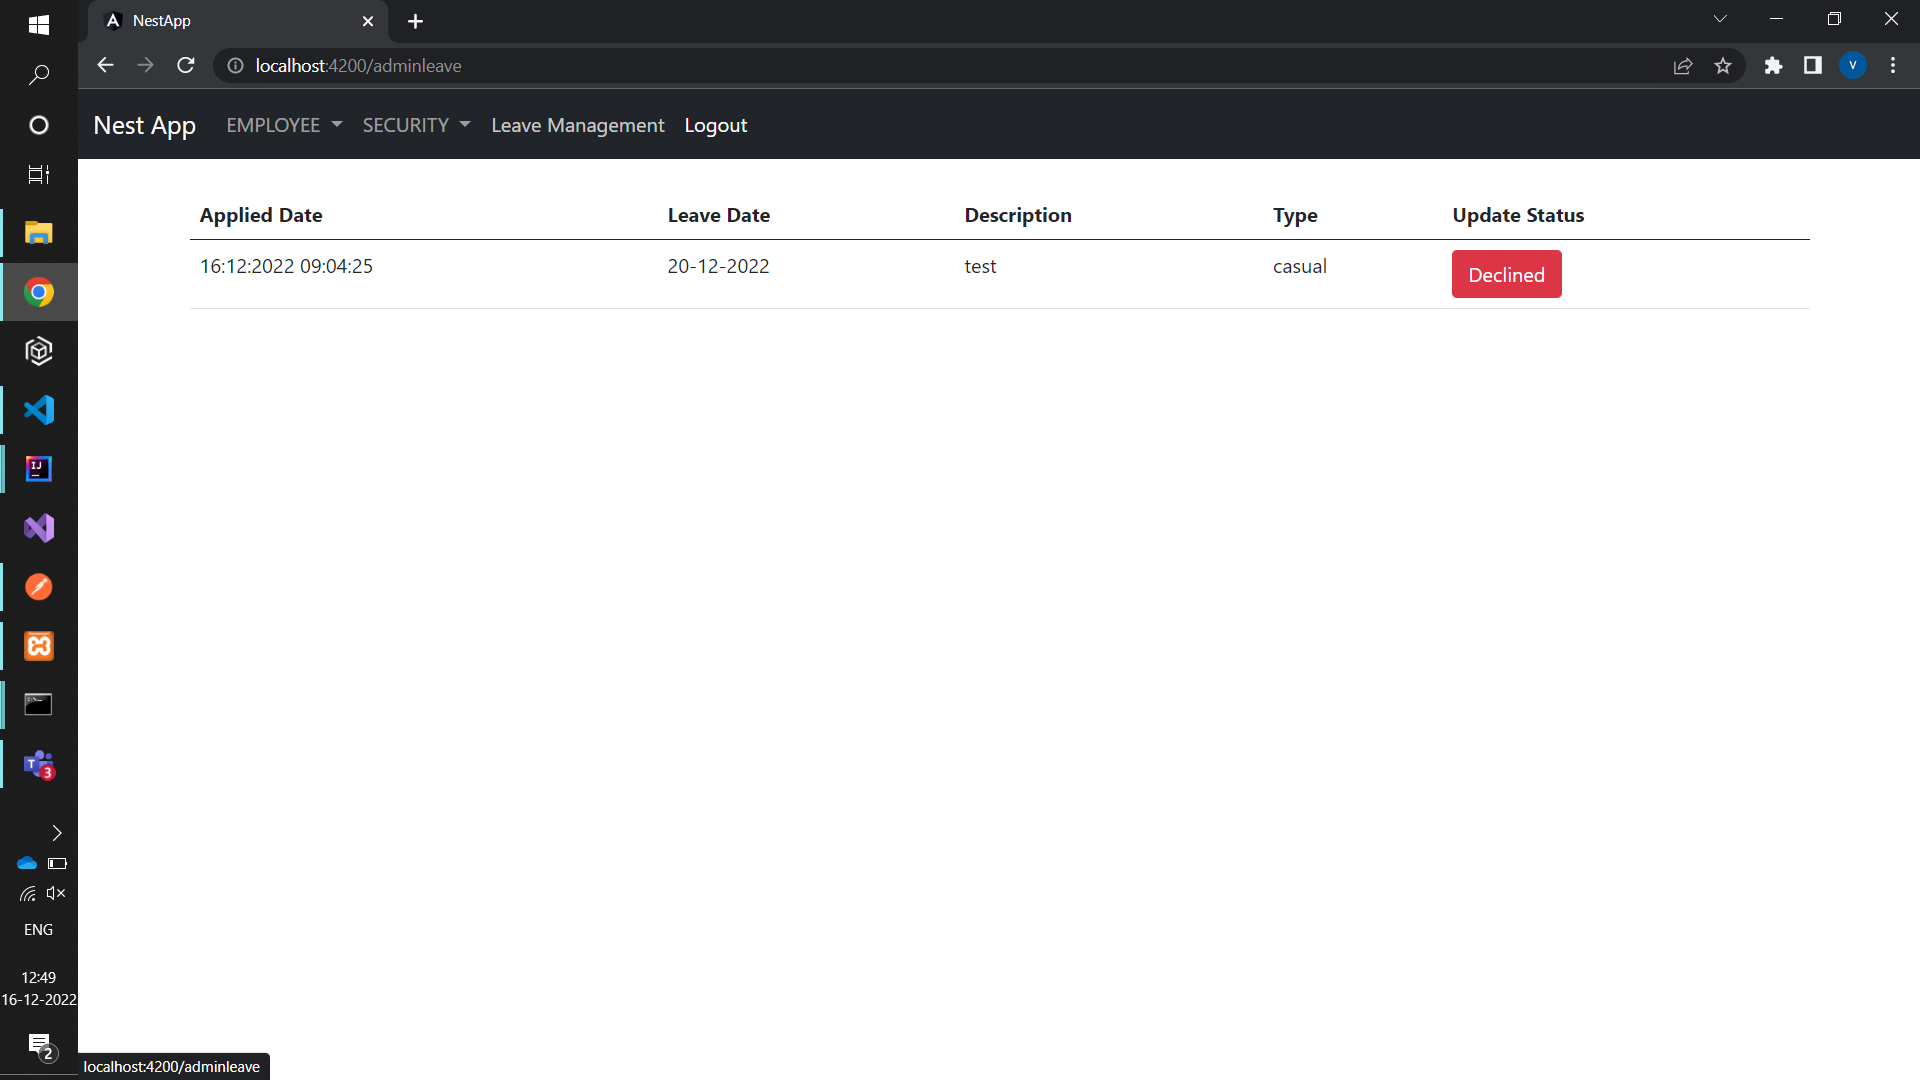 NestApp
localhost:4200/adminleave
V
Nest App EMPLOYEE SECURITY Leave Management Logout
Applied Date Leave Date Description Type Update Status
16:12:2022 09:04:25 20-12-2022 test casual Declined
IJ
T 3
ENG
12:49
16-12-2022
2
localhost:4200/adminleave